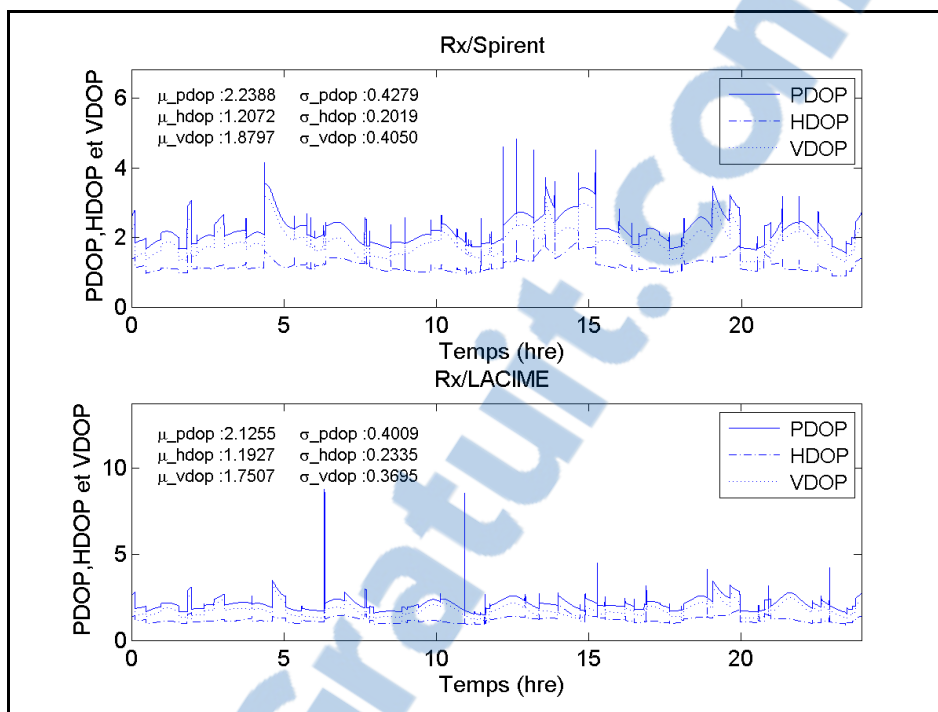 Rx/Spirent
PDOP,HDOP et VDOP
6
4
2
0
μ_pdop :2.2388 σ_pdop :0.4279
μ_hdop :1.2072 σ_hdop :0.2019
μ_vdop :1.8797 σ_vdop :0.4050
PDOP
HDOP
VDOP
0 5 10 15 20
Temps (hre)
Rx/LACIME
PDOP,HDOP et VDOP
10
5
0
μ_pdop :2.1255 σ_pdop :0.4009
μ_hdop :1.1927 σ_hdop :0.2335
μ_vdop :1.7507 σ_vdop :0.3695
PDOP
HDOP
VDOP
0 5 10 15 20
Temps (hre)
Gratuit.com